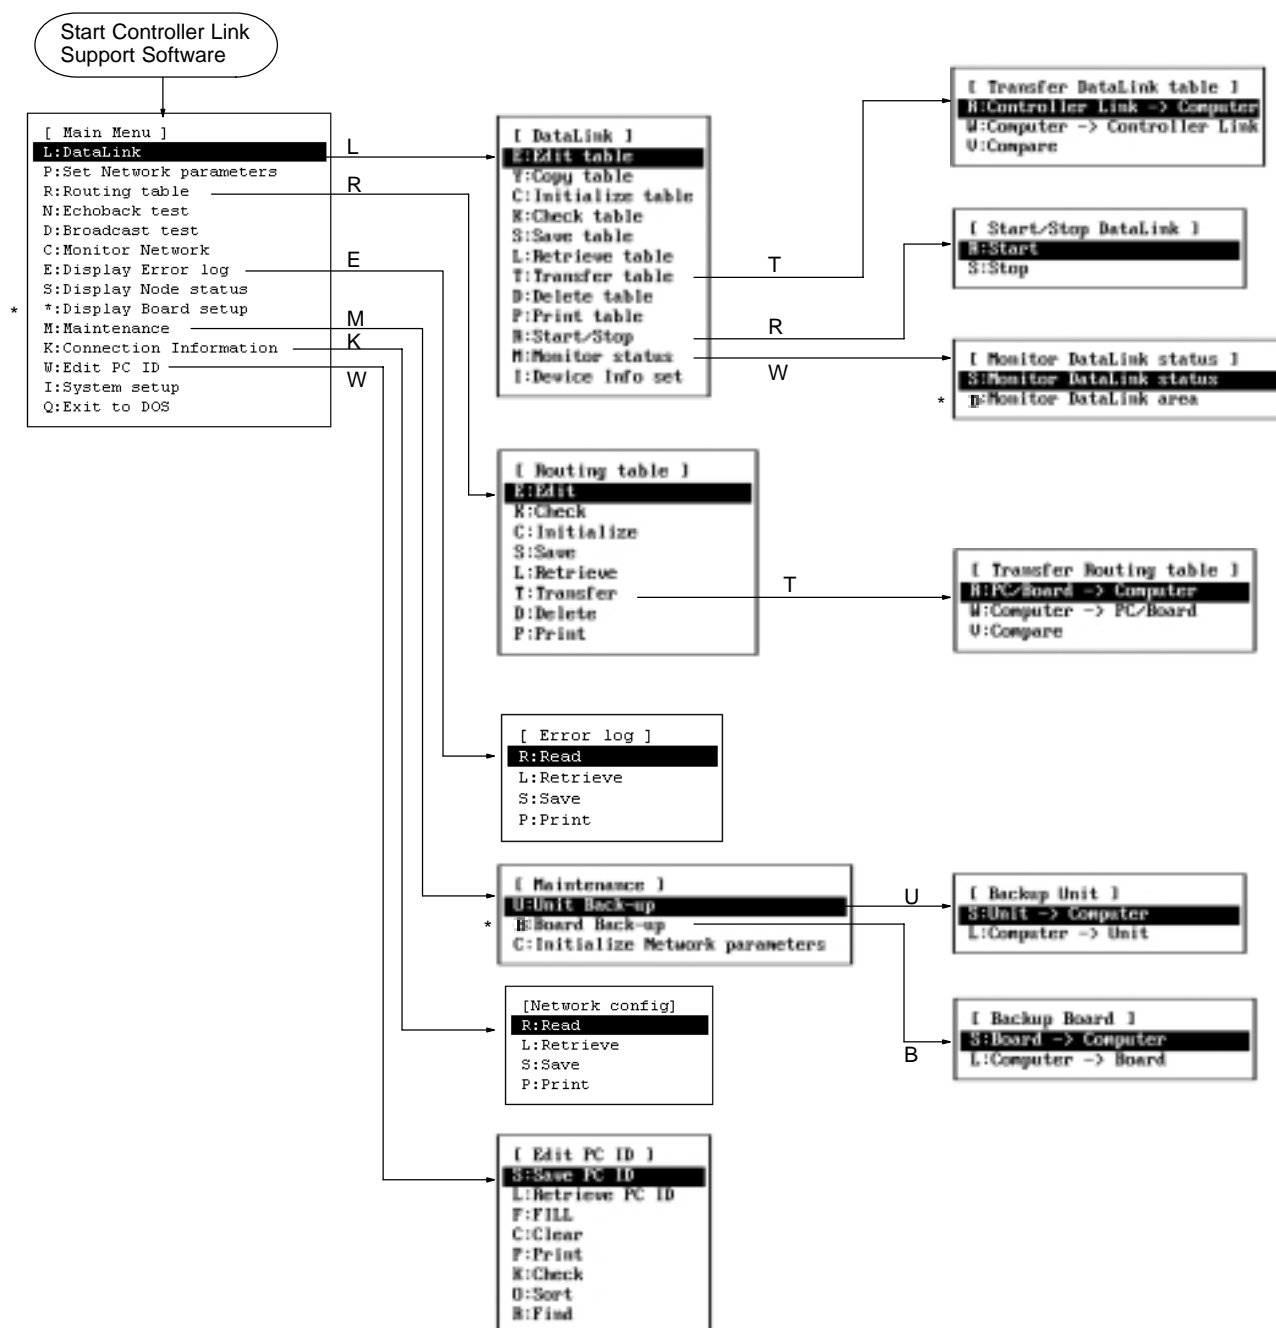 Start Controller Link
Support Software
[ Main Menu ]
L:DataLink
P:Set Network parameters
R:Routing table
N:Echoback test
D:Broadcast test
C:Monitor Network
E:Display Error log
S:Display Node status
* *:Display Board setup
M:Maintenance
K:Connection Information
W:Edit PC ID
I:System setup
Q:Exit to DOS
L
R
E
M
K
W
[ DataLink ]
E:Edit table
Y:Copy table
C:Initialize table
K:Check table
S:Save table
L:Retrieve table
T:Transfer table
D:Delete table
P:Print table
R:Start/Stop
M:Monitor status
I:Device Info set
T
R
W
[ Transfer DataLink table ]
R:Controller Link -> Computer
W:Computer -> Controller Link
V:Compare
[ Start/Stop DataLink ]
R:Start
S:Stop
[ Monitor DataLink status ]
S:Monitor DataLink status
* D:Monitor DataLink area
[ Routing table ]
E:Edit
K:Check
C:Initialize
S:Save
L:Retrieve
T:Transfer
D:Delete
P:Print
T
[ Transfer Routing table ]
R:PC/Board -> Computer
W:Computer -> PC/Board
V:Compare
[ Error log ]
R:Read
L:Retrieve
S:Save
P:Print
[ Maintenance ]
U:Unit Back-up
* B:Board Back-up
C:Initialize Network parameters
U
B
[ Backup Unit ]
S:Unit -> Computer
L:Computer -> Unit
[ Backup Board ]
S:Board -> Computer
L:Computer -> Board
[Network config]
R:Read
L:Retrieve
S:Save
P:Print
[ Edit PC ID ]
S:Save PC ID
L:Retrieve PC ID
F:FILL
C:Clear
P:Print
K:Check
O:Sort
R:Find